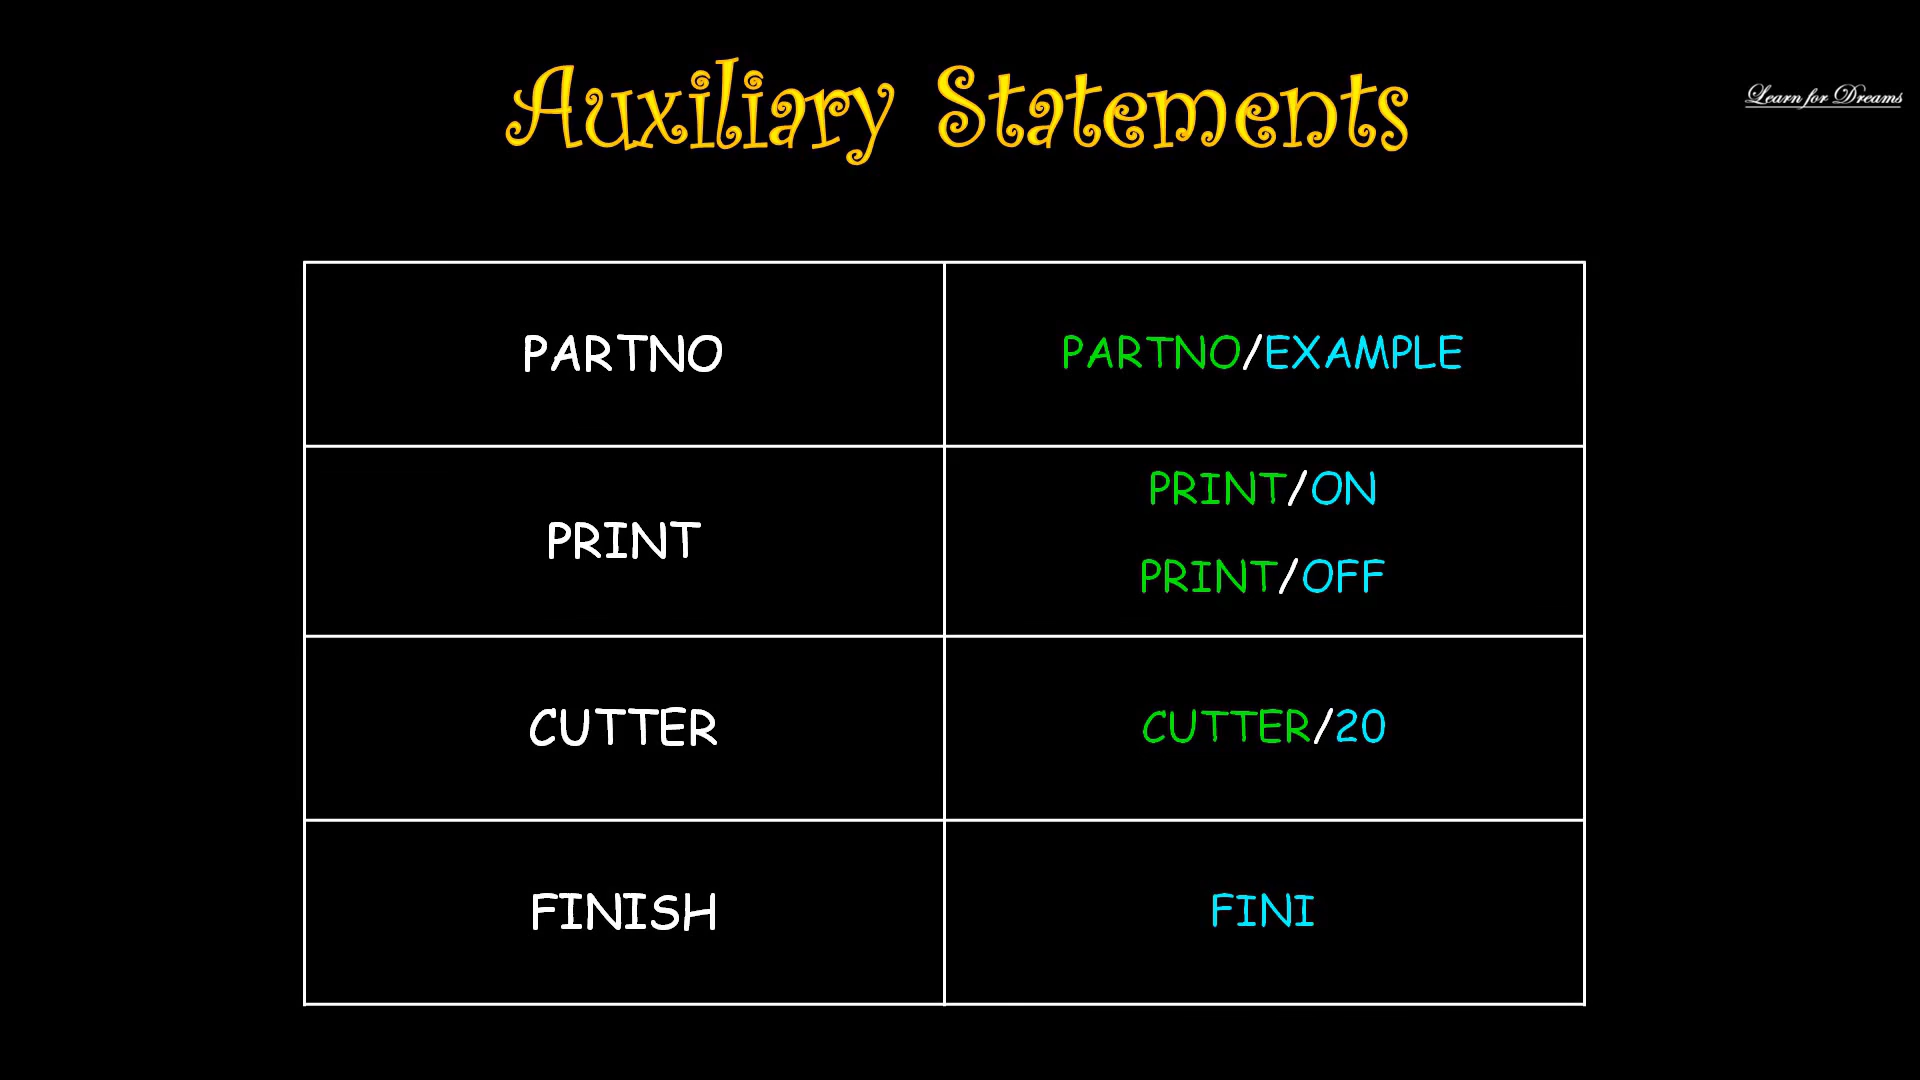 Auxiliary Statements
Learn for Dreams
PARTNO
PARTNO/EXAMPLE
PRINT
PRINT/ON
PRINT/OFF
CUTTER
CUTTER/20
FINISH
FINI